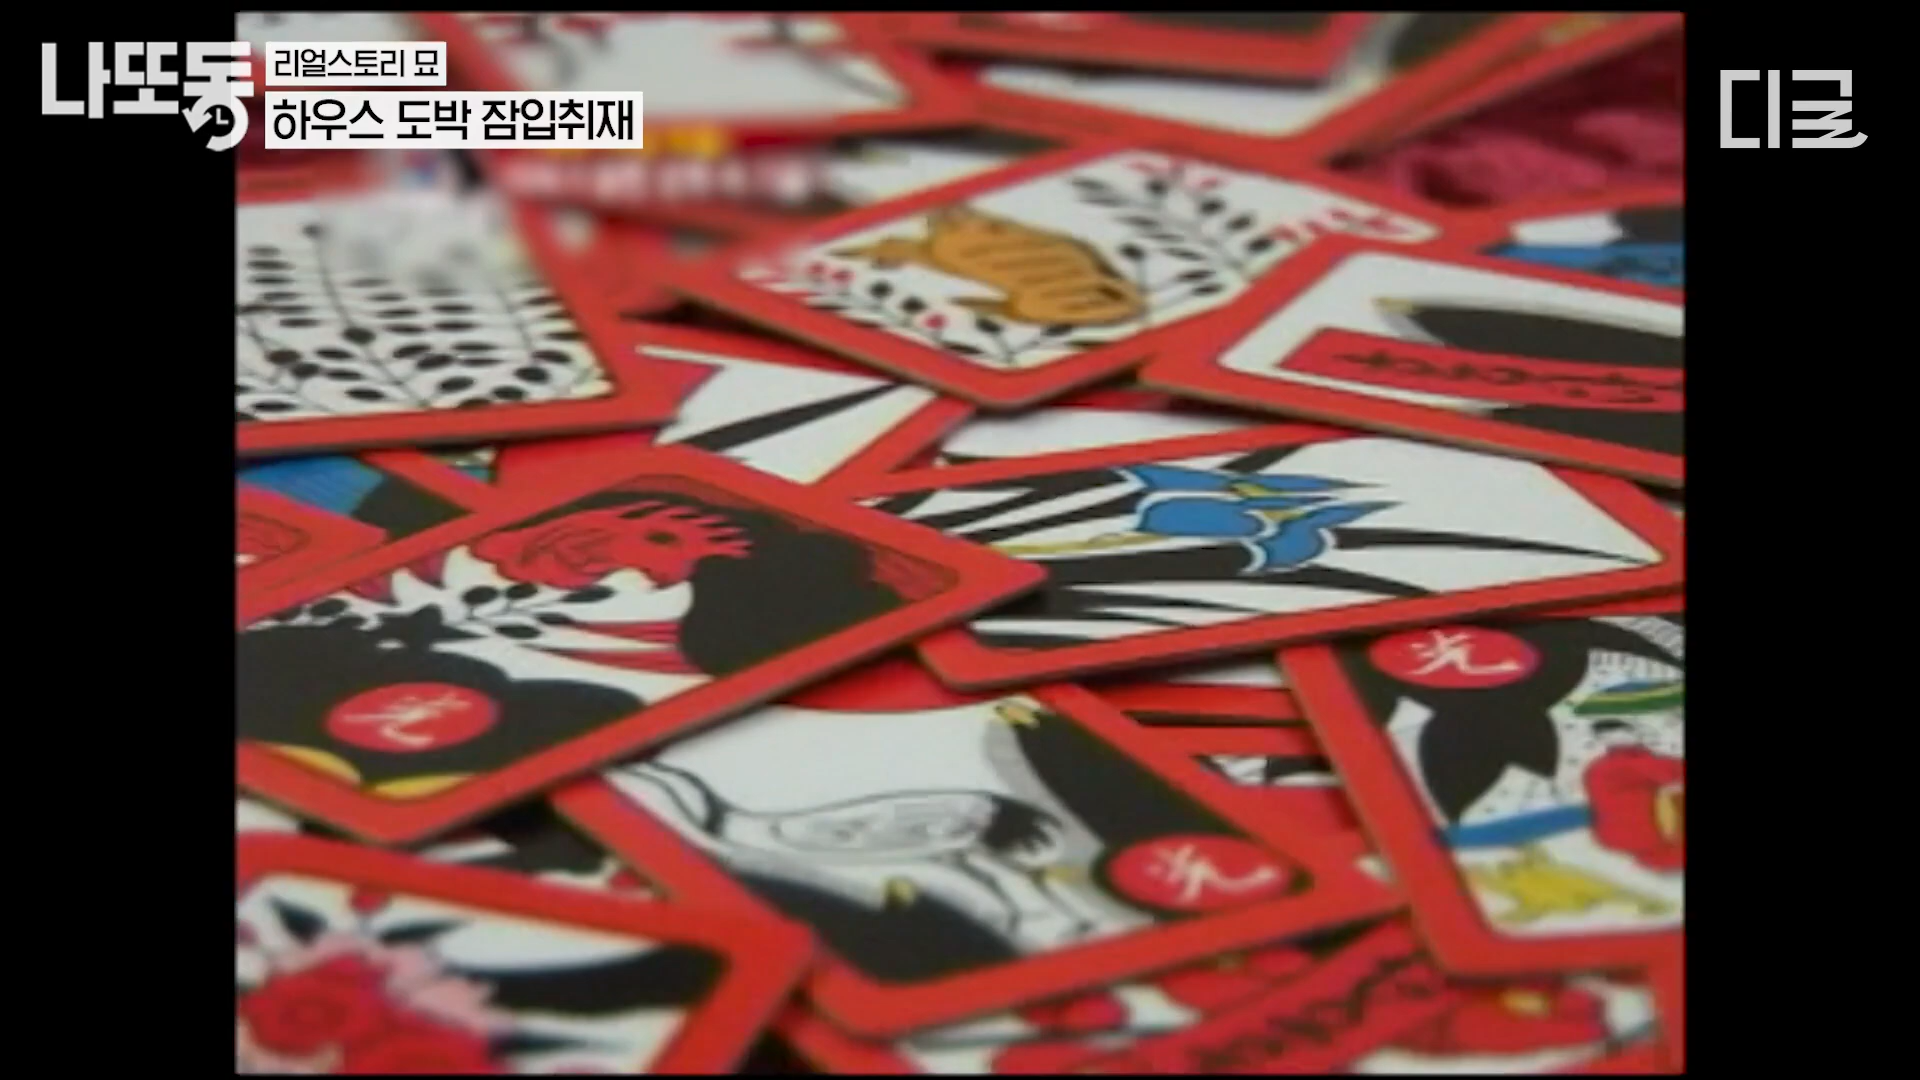 나또동
리얼스토리 묘
하우스 도박 잠입취재
디글
光
光
光